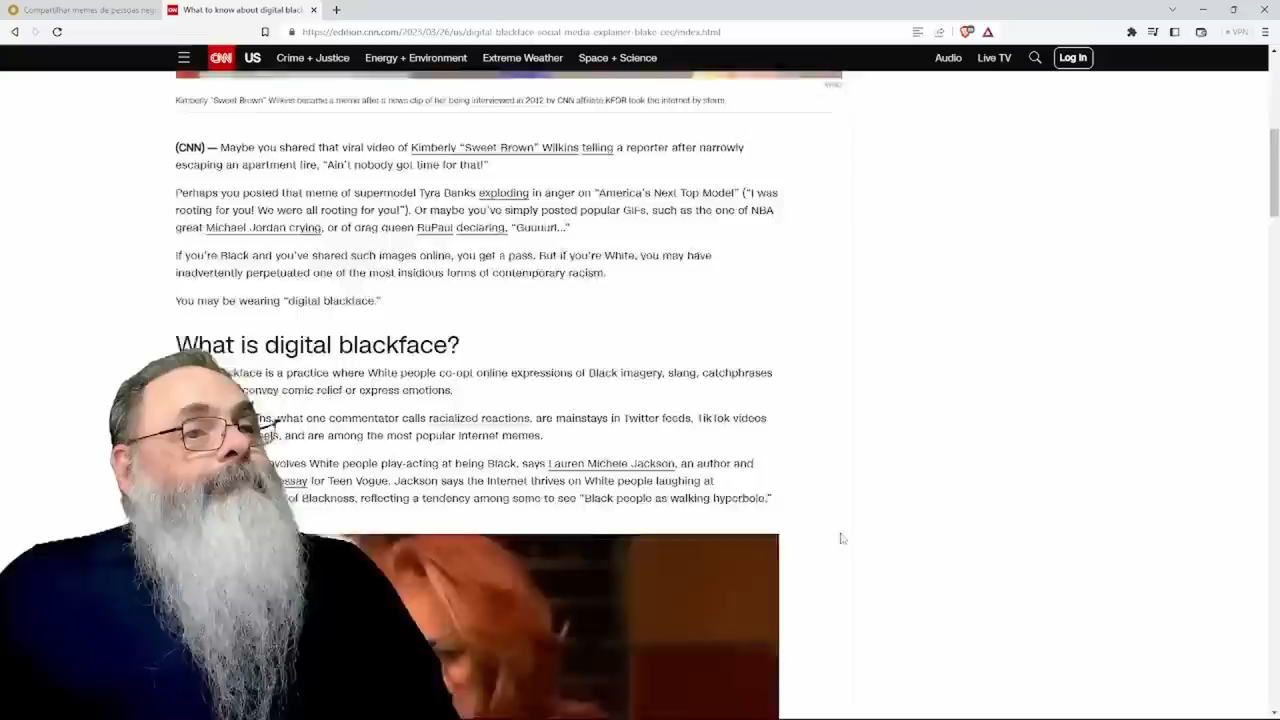 Compartilhar memes de pessoas neg
What to know about digital black
https://edition.cnn.com/2023/03/26/us/digital-blackface-social-media-explainer-blake-cec/index.html
VPN
CNN US Crime + Justice Energy + Environment Extreme Weather Space + Science Audio Live TV Log In
Kimberly "Sweet Brown" Wilkins became a meme after a news clip of her being interviewed in 2012 by CNN affiliate KFOR took the internet by storm.
(CNN) — Maybe you shared that viral video of Kimberly “Sweet Brown” Wilkins telling a reporter after narrowly
escaping an apartment fire, “Ain’t nobody got time for that!”
Perhaps you posted that meme of supermodel Tyra Banks exploding in anger on “America’s Next Top Model” (“I was
rooting for you! We were all rooting for you!”). Or maybe you’ve simply posted popular GIFs, such as the one of NBA
great Michael Jordan crying, or of drag queen RuPaul declaring, “Guuuurl…”
If you’re Black and you’ve shared such images online, you get a pass. But if you’re White, you may have
inadvertently perpetuated one of the most insidious forms of contemporary racism.
You may be wearing “digital blackface.”
What is digital blackface?
ckface is a practice where White people co-opt online expressions of Black imagery, slang, catchphrases
convey comic relief or express emotions.
what one commentator calls racialized reactions, are mainstays in Twitter feeds, TikTok videos
and are among the most popular Internet memes.
volves White people play-acting at being Black, says Lauren Michele Jackson, an author and
essay for Teen Vogue. Jackson says the Internet thrives on White people laughing at
of Blackness, reflecting a tendency among some to see “Black people as walking hyperbole.”